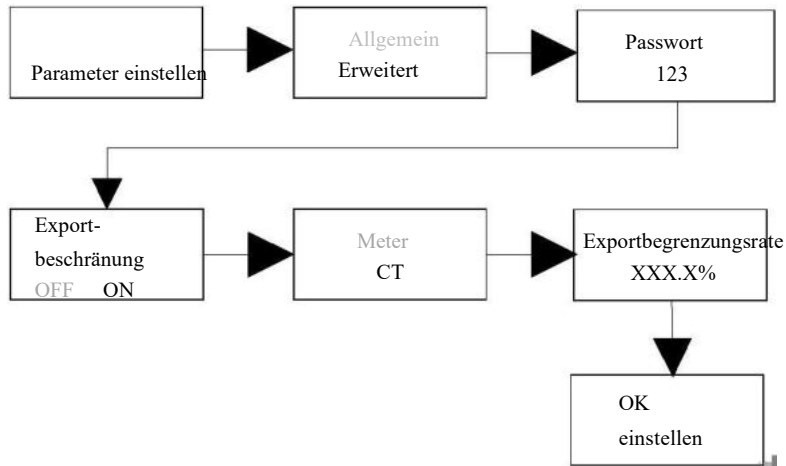 Parameter einstellen
Allgemein
Erweitert
Passwort
123
Export-
beschränung
OFF ON
Meter
CT
Exportbegrenzungsrate
XXX.X%
OK
einstellen